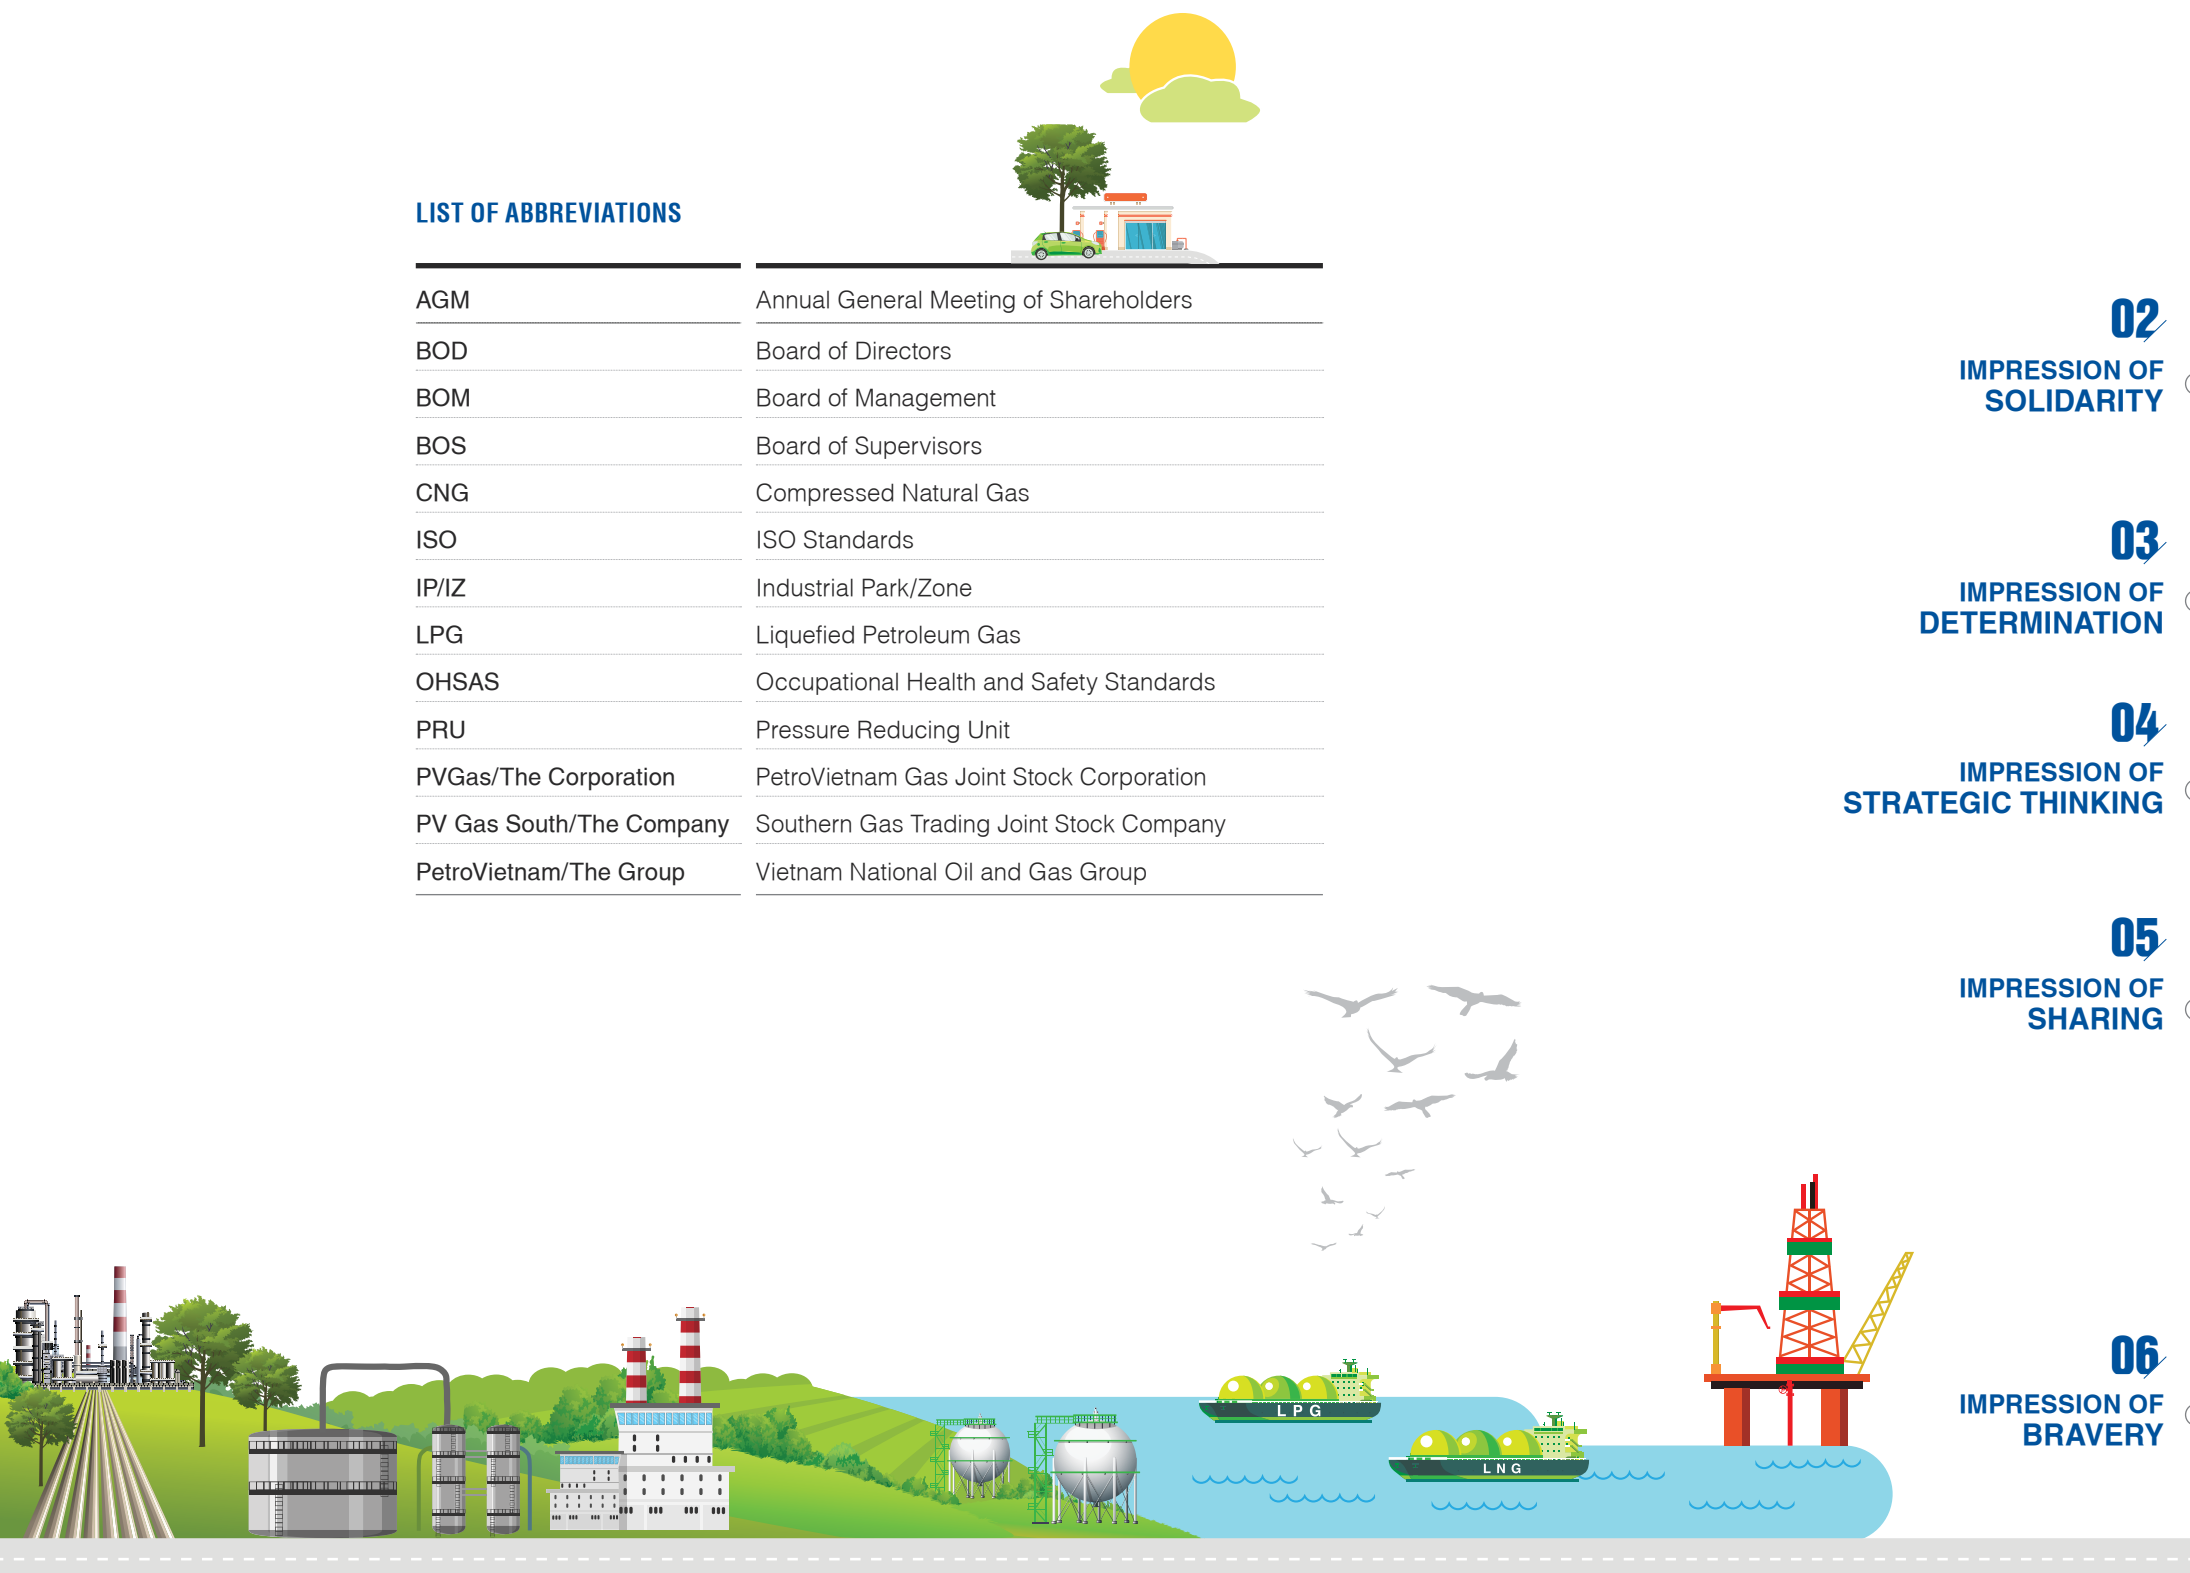 LIST OF ABBREVIATIONS
AGM Annual General Meeting of Shareholders
BOD Board of Directors
BOM Board of Management
BOS Board of Supervisors
CNG Compressed Natural Gas
ISO ISO Standards
IP/IZ Industrial Park/Zone
LPG Liquefied Petroleum Gas
OHSAS Occupational Health and Safety Standards
PRU Pressure Reducing Unit
PVGas/The Corporation PetroVietnam Gas Joint Stock Corporation
PV Gas South/The Company Southern Gas Trading Joint Stock Company
PetroVietnam/The Group Vietnam National Oil and Gas Group
02
IMPRESSION OF
SOLIDARITY
03
IMPRESSION OF
DETERMINATION
04
IMPRESSION OF
STRATEGIC THINKING
05
IMPRESSION OF
SHARING
06
IMPRESSION OF
BRAVERY
LPG
LNG